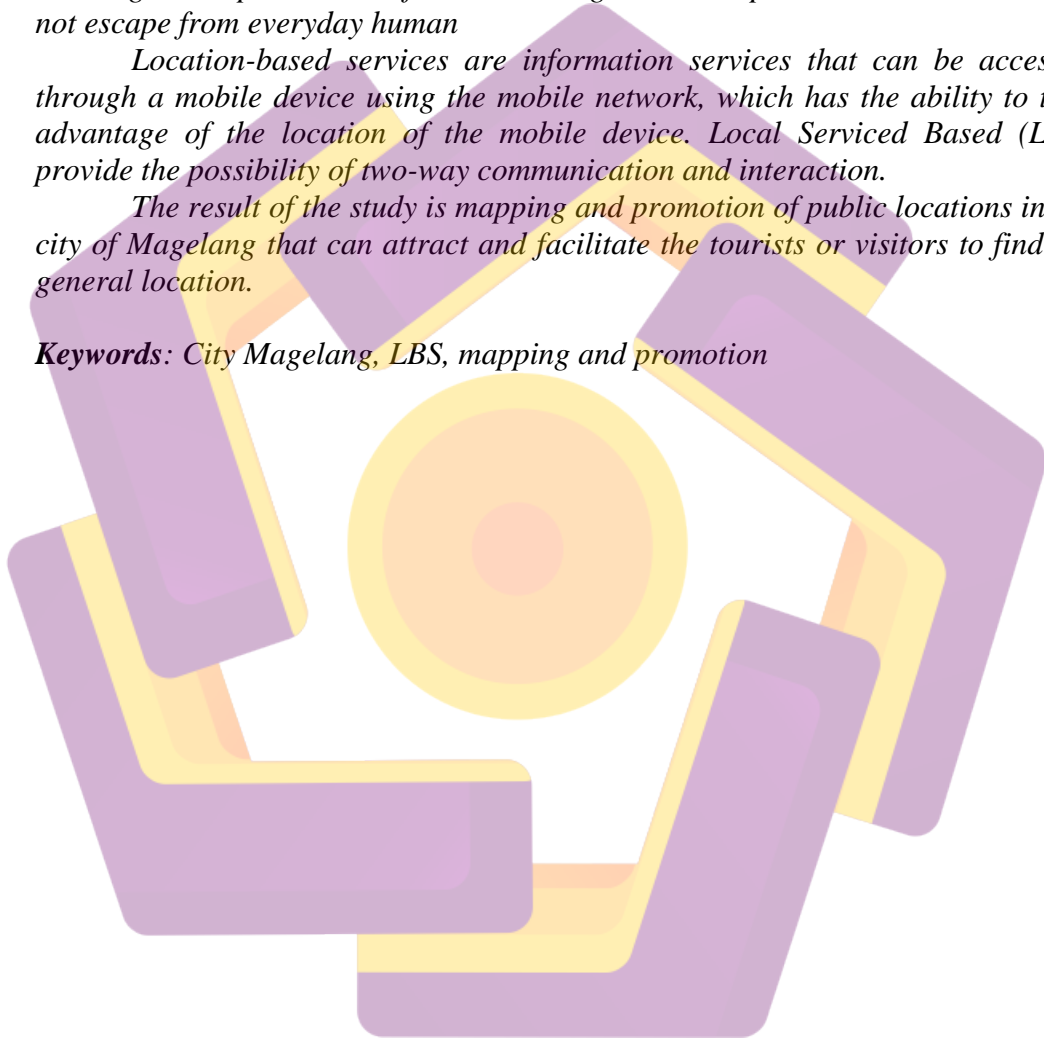 not escape from everyday human
Location-based services are information services that can be
through a mobile device using the mobile network, which has the ability to
advantage of the location of the mobile device. Local Serviced Based
provide the possibility of two-way communication and interaction.
The result of the study is mapping and promotion of public locations in
city of Magelang that can attract and facilitate the tourists or visitors to find
general location.
Keywords: City Magelang, LBS, mapping and promotion